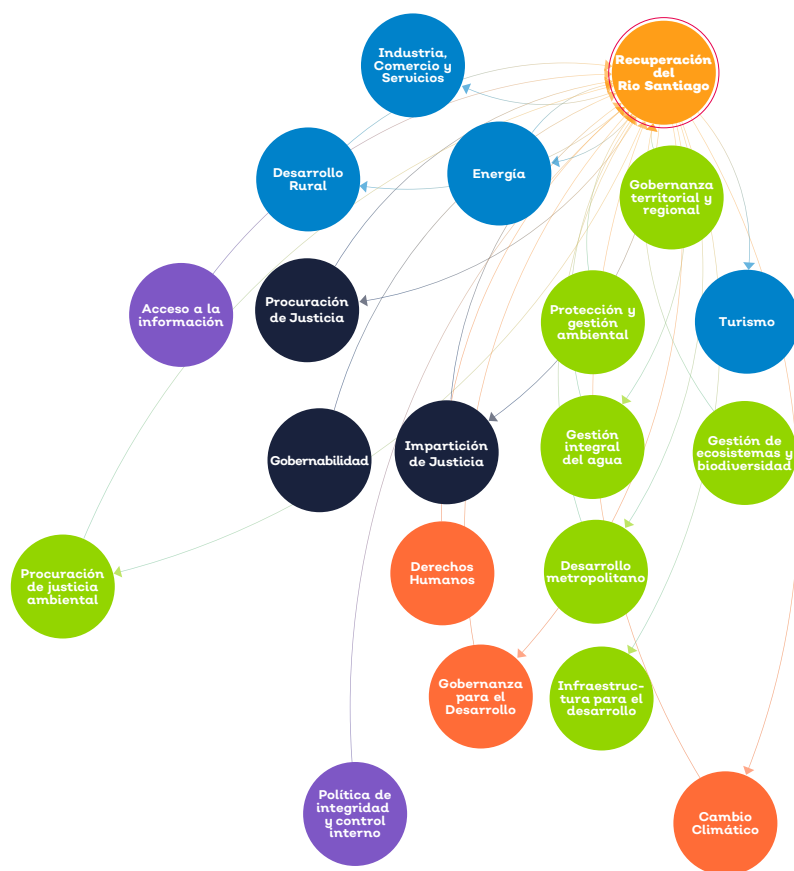 Industria,
Comercio y
Servicios
Recuperación
del
Rio Santiago
Desarrollo
Rural
Energía
Gobernanza
territorial y
regional
Acceso a la
información
Procuración
de Justicia
Protección y
gestión
ambiental
Turismo
Gobernabilidad
Impartición
de Justicia
Gestión
integral
del agua
Gestión de
ecosistemas y
biodiversidad
Procuración
de justicia
ambiental
Derechos
Humanos
Desarrollo
metropolitano
Gobernanza
para el
Desarrollo
Infraestruc-
tura para el
desarrollo
Política de
integridad
y control
interno
Cambio
Climático